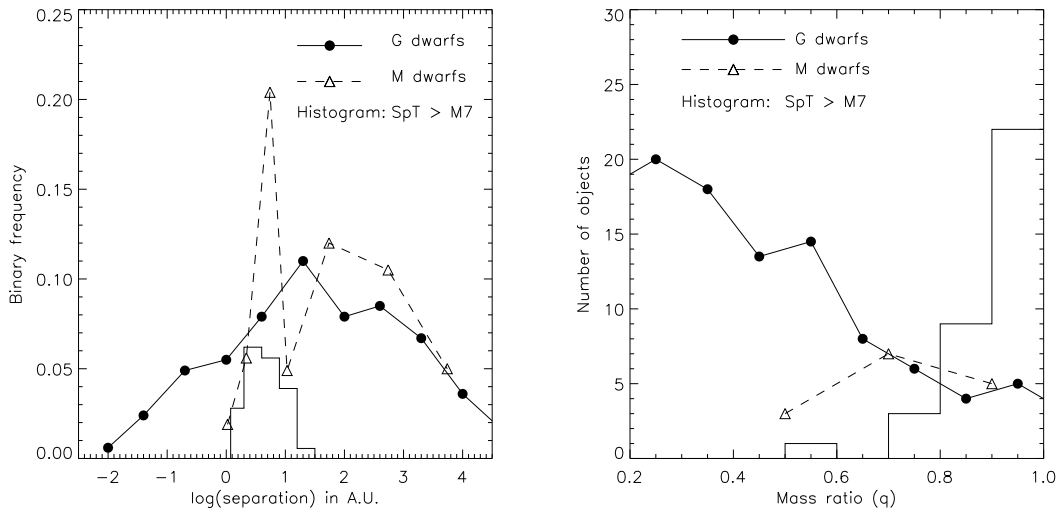 0.25
0.20
0.15
0.10
0.05
0.00
Binary frequency
G dwarfs
M dwarfs
Histogram: SpT > M7
−2 −1 0 1 2 3 4
log(separation) in A.U.
30
25
20
15
10
5
0
Number of objects
G dwarfs
M dwarfs
Histogram: SpT > M7
0.2 0.4 0.6 0.8 1.0
Mass ratio (q)